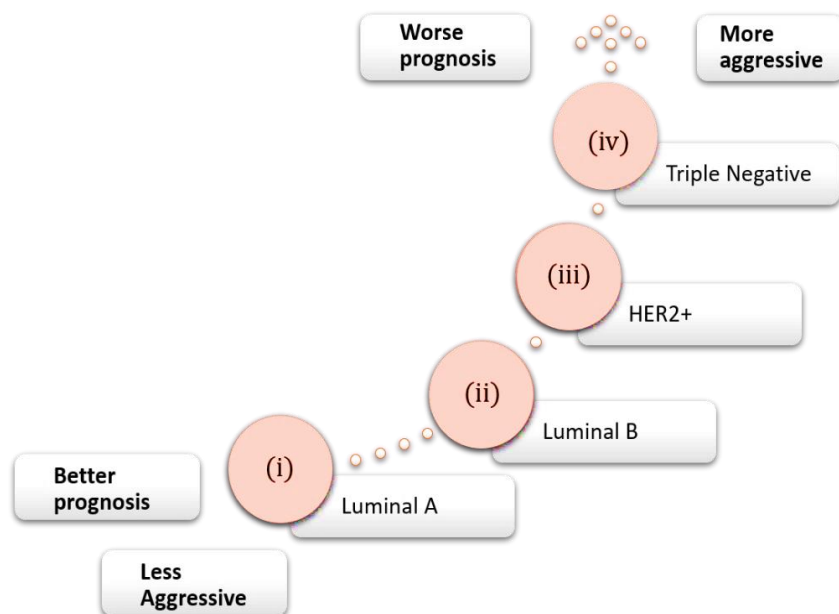 Worse
prognosis
More
aggressive
(iv)
Triple Negative
(iii)
HER2+
(ii)
Luminal B
(i)
Better
prognosis
Luminal A
Less
Aggressive